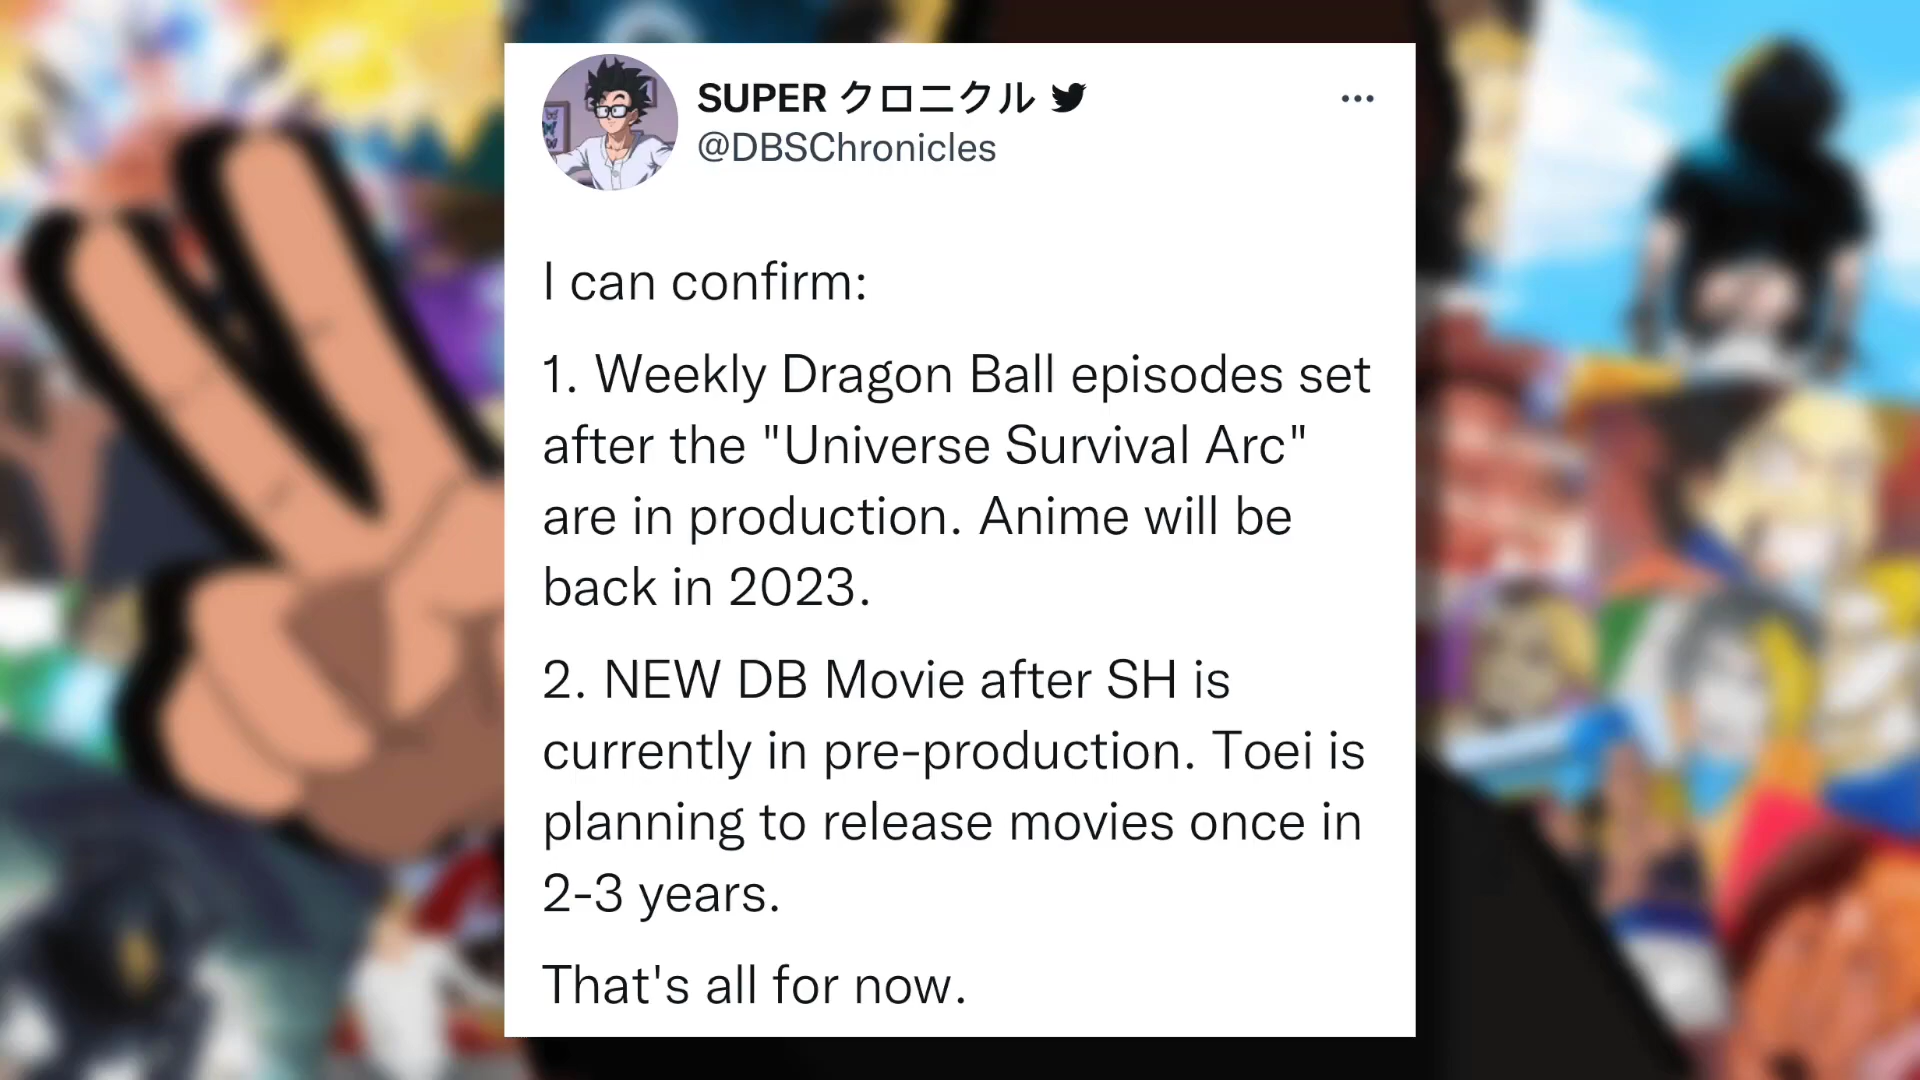 SUPER クロニクル
@DBSChronicles
I can confirm:
1. Weekly Dragon Ball episodes set
after the "Universe Survival Arc"
are in production. Anime will be
back in 2023.
2. NEW DB Movie after SH is
currently in pre-production. Toei is
planning to release movies once in
2-3 years.
That's all for now.